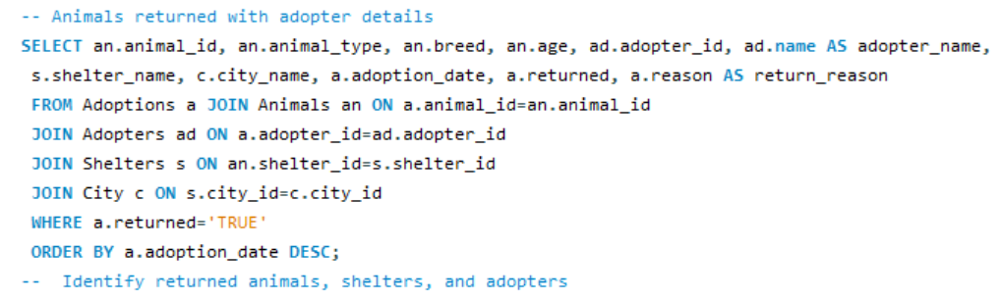 -- Animals returned with adopter details
SELECT an.animal_id, an.animal_type, an.breed, an.age, ad.adopter_id, ad.name AS adopter_name,
s.shelter_name, c.city_name, a.adoption_date, a.returned, a.reason AS return_reason
FROM Adoptions a JOIN Animals an ON a.animal_id=an.animal_id
JOIN Adopters ad ON a.adopter_id=ad.adopter_id
JOIN Shelters s ON an.shelter_id=s.shelter_id
JOIN City c ON s.city_id=c.city_id
WHERE a.returned='TRUE'
ORDER BY a.adoption_date DESC;
--  Identify returned animals, shelters, and adopters